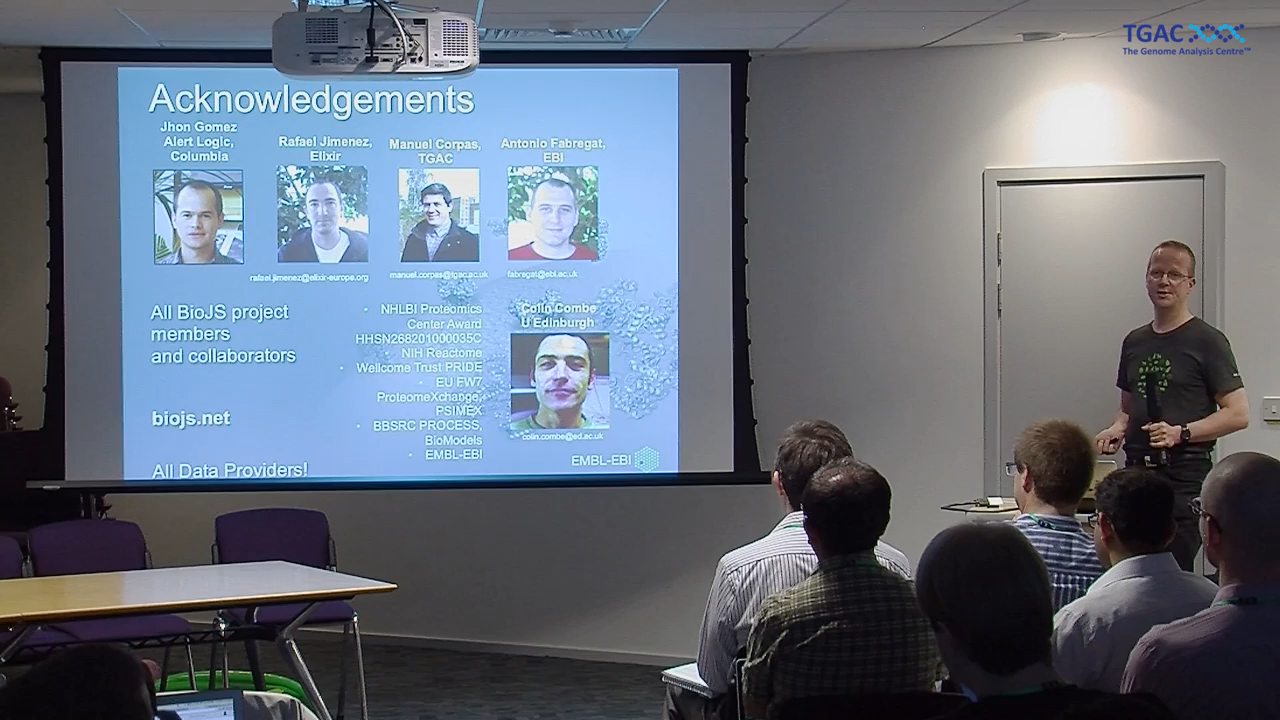 TGAC
The Genome Analysis Centre™
Acknowledgements
Jhon Gomez
Alert Logic,
Columbia
Rafael Jimenez,
Elixir
Manuel Corpas,
TGAC
Antonio Fabregat,
EBI
rafael.jimenez@elixir-europe.org
manuel.corpas@tgac.ac.uk
fabregat@ebi.ac.uk
All BioJS project
members
and collaborators
biojs.net
All Data Providers!
• NHLBI Proteomics
Center Award
HHSN268201000035C
• NIH Reactome
• Wellcome Trust PRIDE
• EU FW7
ProteomeXchange,
PSIMEX
• BBSRC PROCESS,
BioModels
• EMBL-EBI
Colin Combe
U Edinburgh
colin.combe@ed.ac.uk
EMBL-EBI